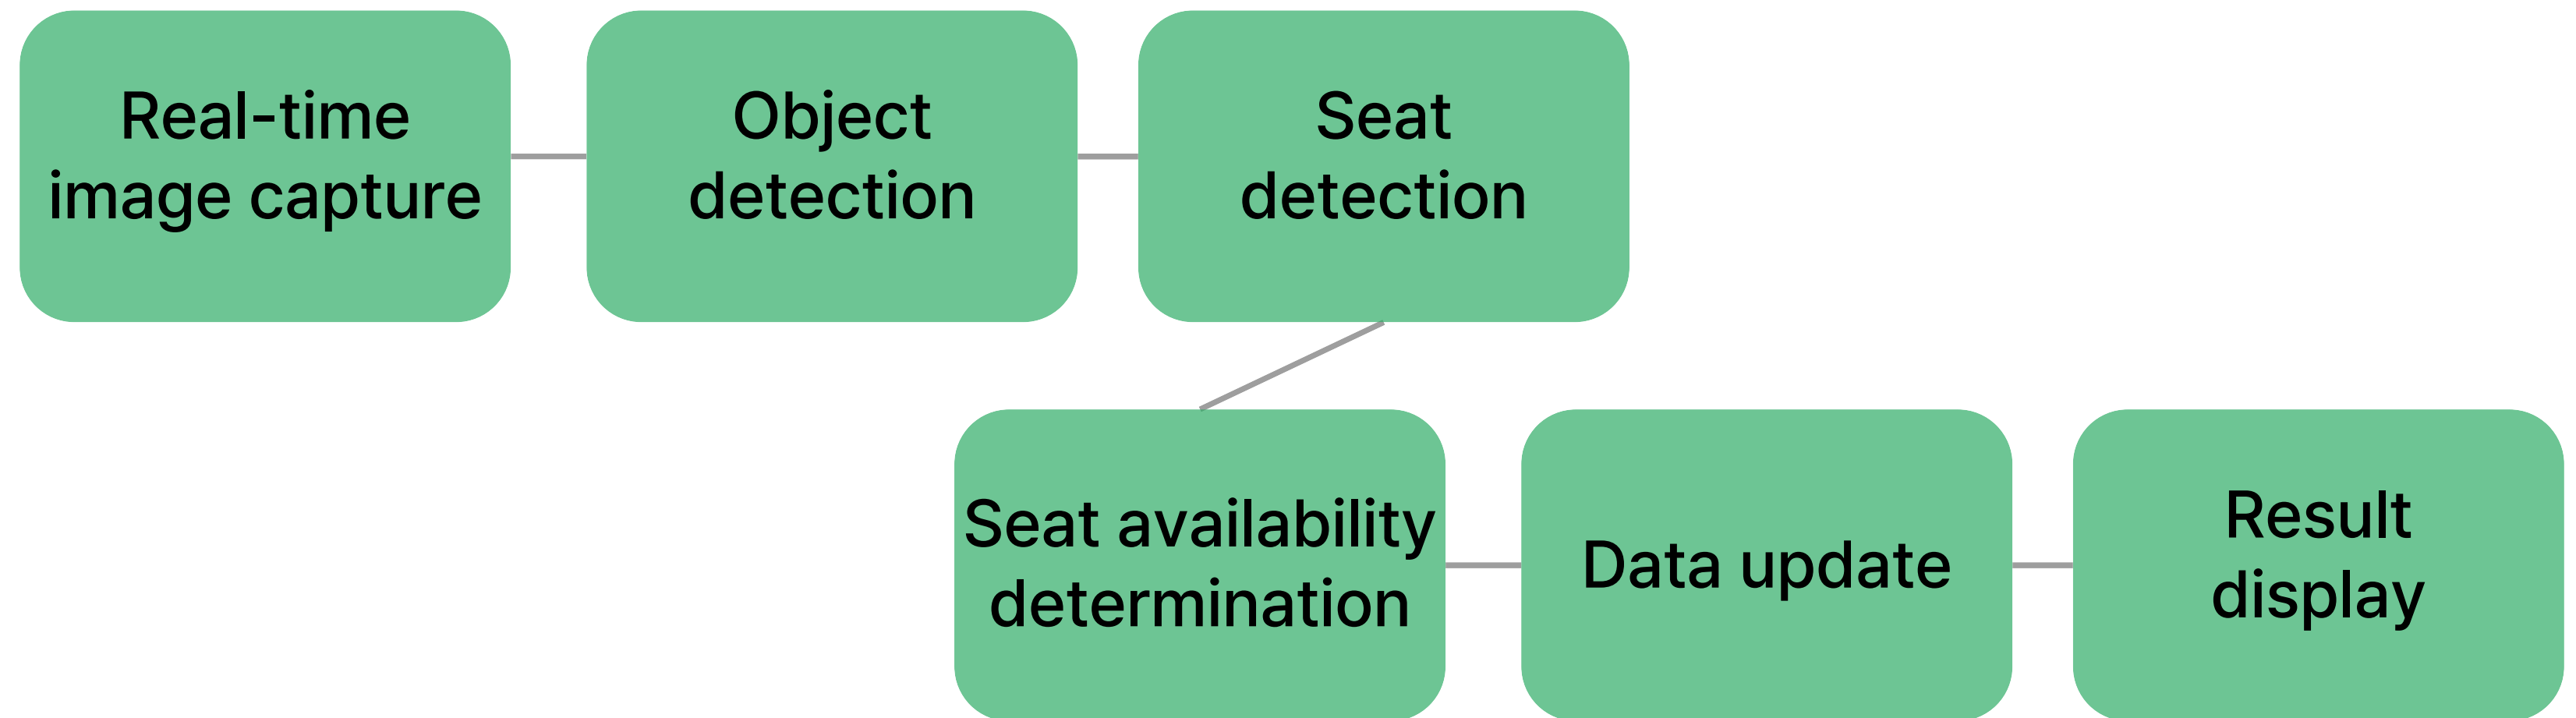 Real-time
image capture
Object
detection
Seat
detection
Seat availability
determination
Data update
Result
display